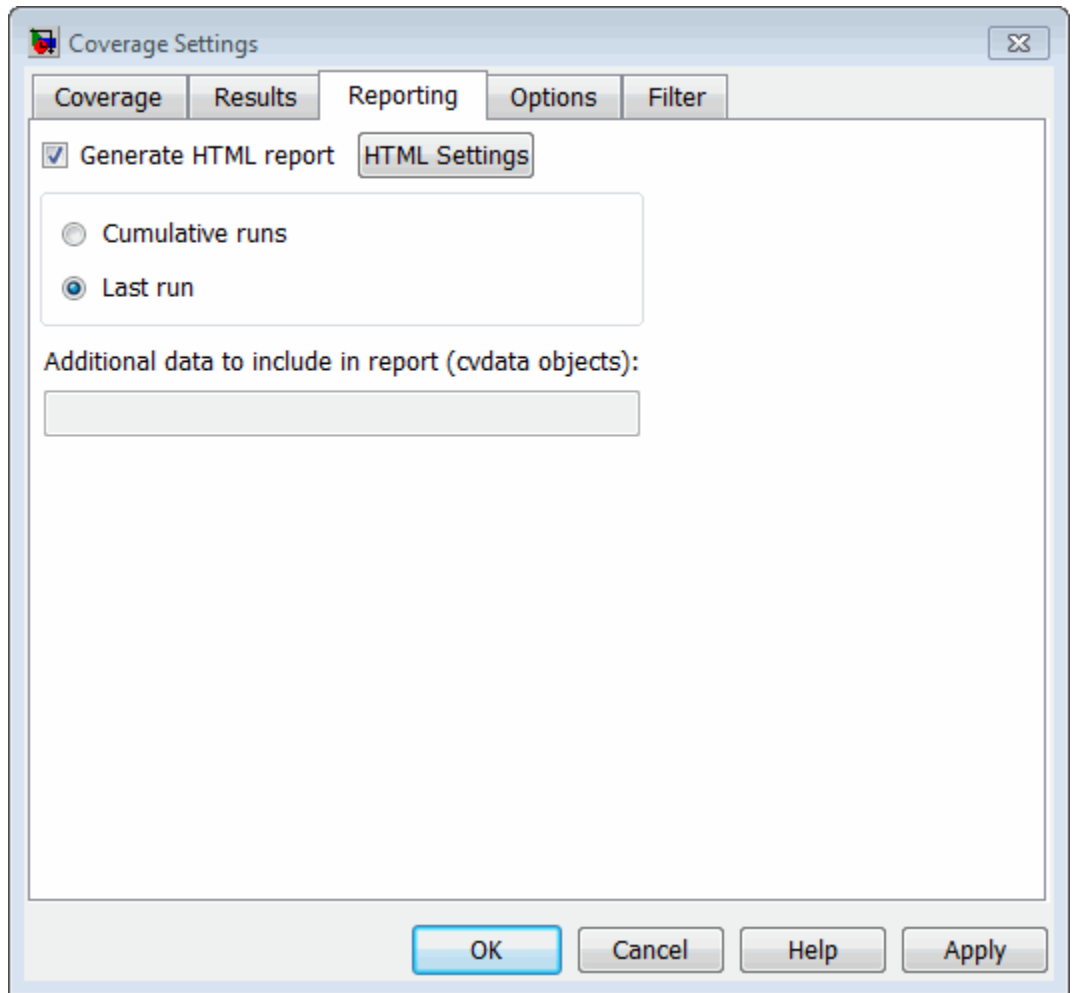 Coverage Settings
Coverage Results Reporting Options Filter
Generate HTML report HTML Settings
Cumulative runs
Last run
Additional data to include in report (cvdata objects):
OK Cancel Help Apply